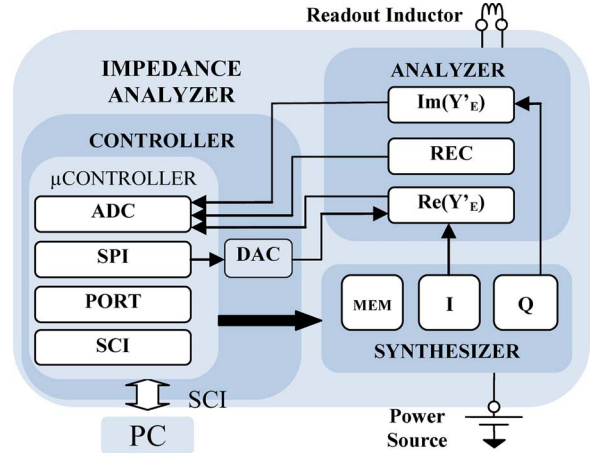 Readout Inductor
IMPEDANCE
ANALYZER
ANALYZER
Im(Y'E)
REC
Re(Y'E)
CONTROLLER
μCONTROLLER
ADC
SPI
DAC
PORT
SCI
MEM
I
Q
SYNTHESIZER
SCI
PC
Power
Source